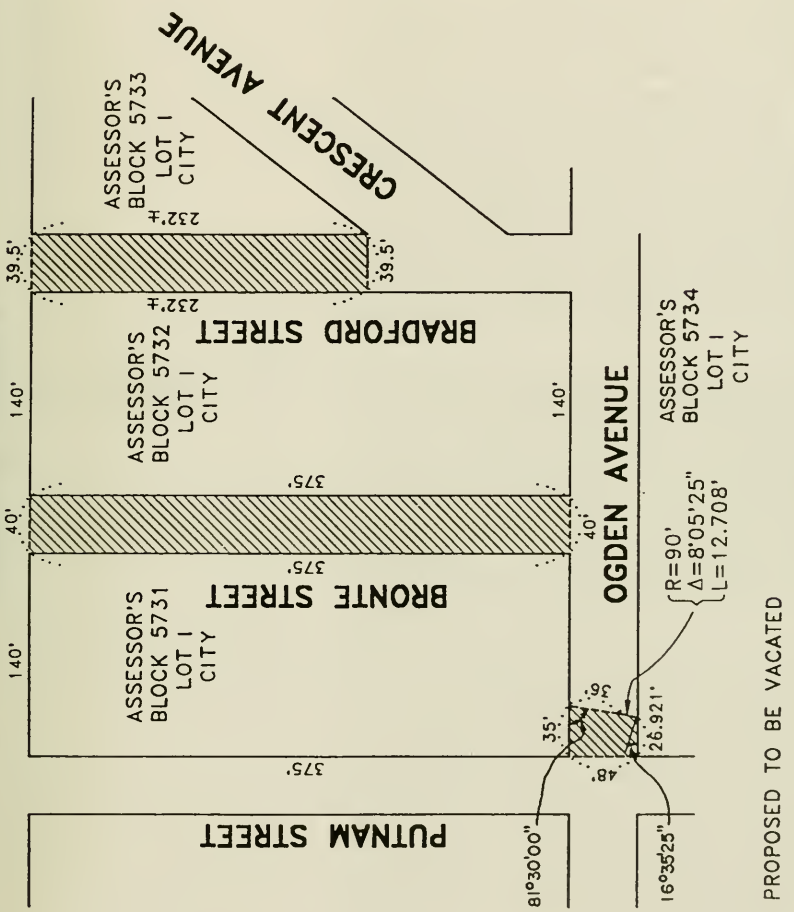 CRESCENT AVENUE
ASSESSOR'S
BLOCK 5733
LOT 1
CITY
39.5'
232'±
232'±
39.5'
BRADFORD STREET
140'
ASSESSOR'S
BLOCK 5732
LOT 1
CITY
140'
40'
375'
375'
40'
BRONTE STREET
140'
ASSESSOR'S
BLOCK 5731
LOT 1
CITY
375'
PUTNAM STREET
OGDEN AVENUE
ASSESSOR'S
BLOCK 5734
LOT 1
CITY
R=90'
Δ=8°05'25"
L=12.708'
35'
36'
48'
26.921'
81°30'00"
16°35'25"
PROPOSED TO BE VACATED